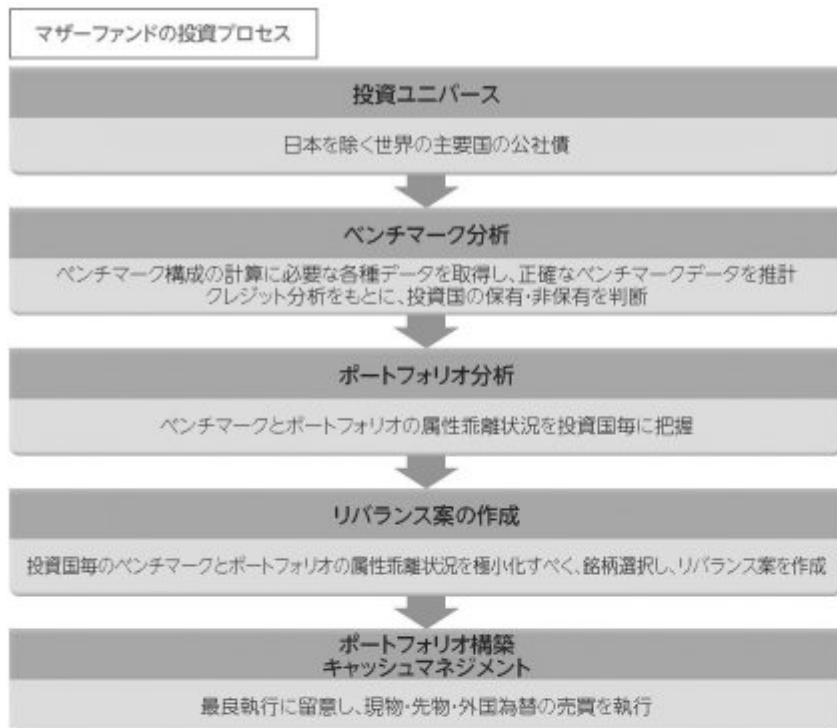 マザーファンドの投資プロセス
投資ユニバース
日本を除く世界の主要国の公社債
ベンチマーク分析
ベンチマーク構成の計算に必要な各種データを取得し、正確なベンチマークデータを推計
クレジット分析をもとに、投資国の保有・非保有を判断
ポートフォリオ分析
ベンチマークとポートフォリオの属性乖離状況を投資国毎に把握
リバランス案の作成
投資国毎のベンチマークとポートフォリオの属性乖離状況を極小化すべく、銘柄選択し、リバランス案を作成
ポートフォリオ構築
キャッシュマネジメント
最良執行に留意し、現物・先物・外国為替の売買を執行